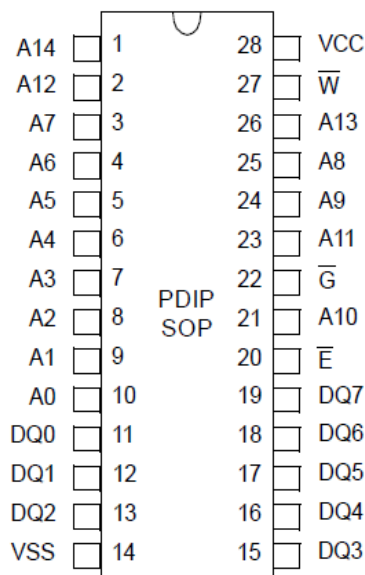 A14 1 28 VCC
A12 2 27 W̅
A7 3 26 A13
A6 4 25 A8
A5 5 24 A9
A4 6 23 A11
A3 7 22 G̅
PDIP
A2 8 21 A10
SOP
A1 9 20 E̅
A0 10 19 DQ7
DQ0 11 18 DQ6
DQ1 12 17 DQ5
DQ2 13 16 DQ4
VSS 14 15 DQ3